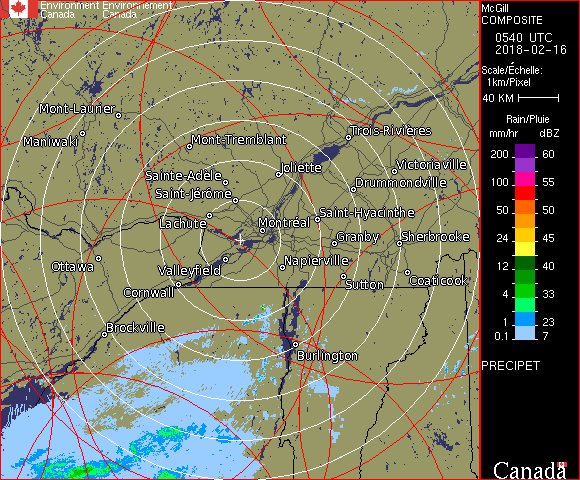 Environment Environnement
Canada Canada
McGill
COMPOSITE
0540 UTC
2018-02-16
Scale/Échelle:
1km/Pixel
40 KM
Rain/Pluie
mm/hr dBZ
200 60
155
100 55
50 50
24 45
12 40
4 33
1 23
0.1 7
PRECIPET
Canada
Mont-Laurier
Maniwaki
Mont-Tremblant
Trois-Rivières
Joliette
Victoriaville
Sainte-Adèle
Drummondville
Saint-Jérôme
Lachute
Montréal
Saint-Hyacinthe
Granby
Sherbrooke
Ottawa
Valleyfield
Napierville
Cornwall
Sutton
Coaticook
Brockville
Burlington